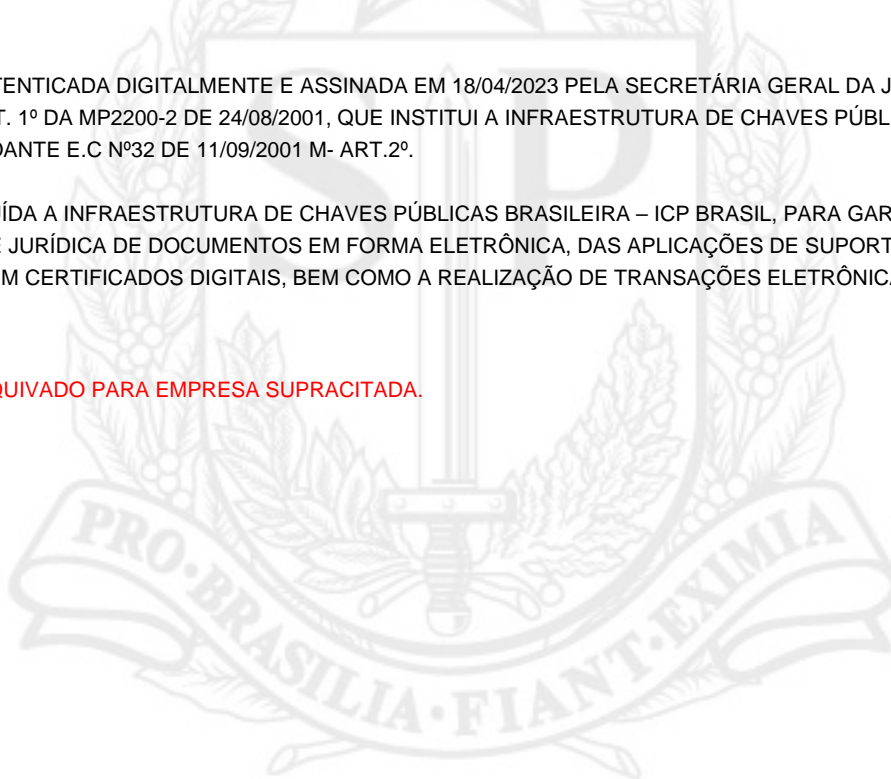 TENTICADA DIGITALMENTE E ASSINADA EM 18/04/2023 PELA SECRETÁRIA GERAL DA J
T. 1º DA MP2200-2 DE 24/08/2001, QUE INSTITUI A INFRAESTRUTURA DE CHAVES PÚBL
DANTE E.C Nº32 DE 11/09/2001 M- ART.2º.
ÍDA A INFRAESTRUTURA DE CHAVES PÚBLICAS BRASILEIRA – ICP BRASIL, PARA GAR
E JURÍDICA DE DOCUMENTOS EM FORMA ELETRÔNICA, DAS APLICAÇÕES DE SUPORT
M CERTIFICADOS DIGITAIS, BEM COMO A REALIZAÇÃO DE TRANSAÇÕES ELETRÔNICA
QUIVADO PARA EMPRESA SUPRACITADA.
SP
PRO·BRASILIA·FIANT·EXIMIA